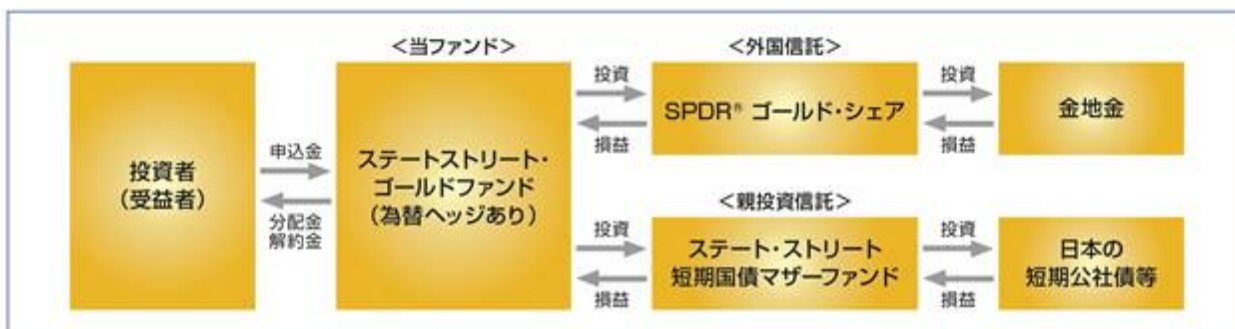 <当ファンド>
<外国信託>
投資者
(受益者)
申込金
分配金
解約金
ステートストリート・
ゴールドファンド
(為替ヘッジあり)
投資
損益
SPDR® ゴールド・シェア
投資
損益
金地金
<親投資信託>
投資
損益
ステート・ストリート
短期国債マザーファンド
投資
損益
日本の
短期公社債等